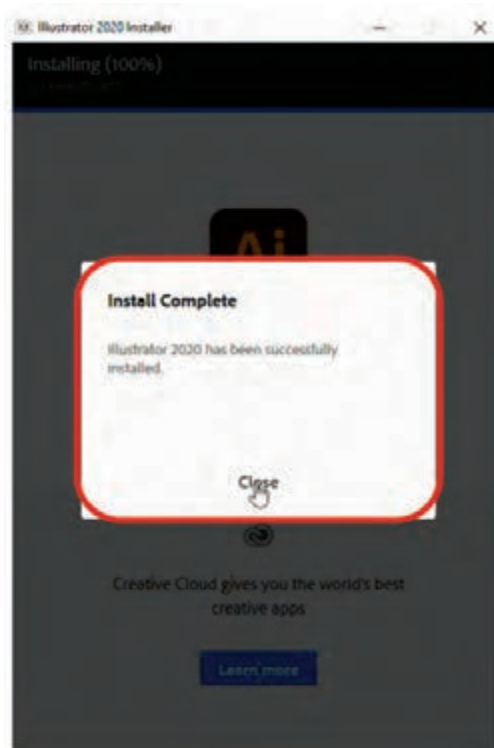 Illustrator 2020 Installer
Installing (100%)
Ai
Install Complete
Illustrator 2020 has been successfully
installed.
Close
Creative Cloud gives you the world's best
creative apps
Learn more